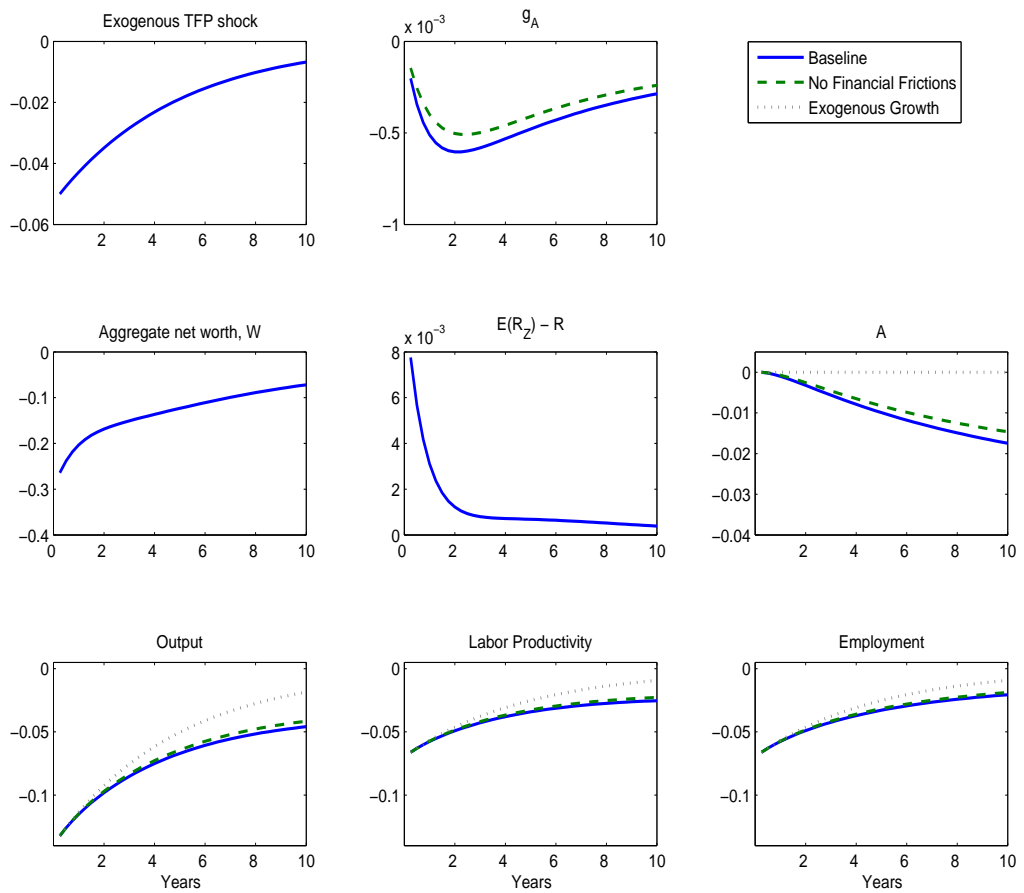 Exogenous TFP shock
0
−0.02
−0.04
−0.06
2 4 6 8 10
g_A
x 10^−3
0
−0.5
−1
2 4 6 8 10
Baseline
No Financial Frictions
Exogenous Growth
Aggregate net worth, W
0
−0.1
−0.2
−0.3
−0.4
0 2 4 6 8 10
E(R_Z) − R
x 10^−3
8
6
4
2
0
0 2 4 6 8 10
A
0
−0.01
−0.02
−0.03
−0.04
2 4 6 8 10
Output
0
−0.05
−0.1
2 4 6 8 10
Years
Labor Productivity
0
−0.05
−0.1
2 4 6 8 10
Years
Employment
0
−0.05
−0.1
2 4 6 8 10
Years